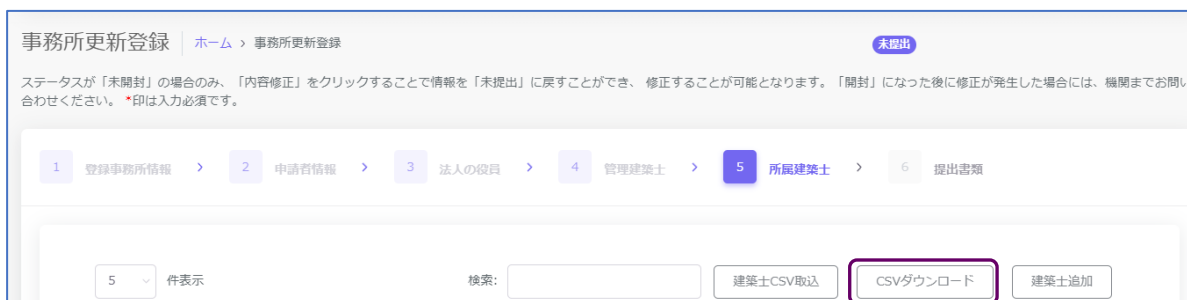 事務所更新登録 ホーム > 事務所更新登録 未提出
ステータスが「未開封」の場合のみ、「内容修正」をクリックすることで情報を「未提出」に戻すことができ、 修正することが可能となります。「開封」になった後に修正が発生した場合には、機関までお問い
合わせください。 *印は入力必須です。
1 登録事務所情報 > 2 申請者情報 > 3 法人の役員 > 4 管理建築士 > 5 所属建築士 > 6 提出書類
5 件表示 検索: 建築士CSV取込 CSVダウンロード 建築士追加